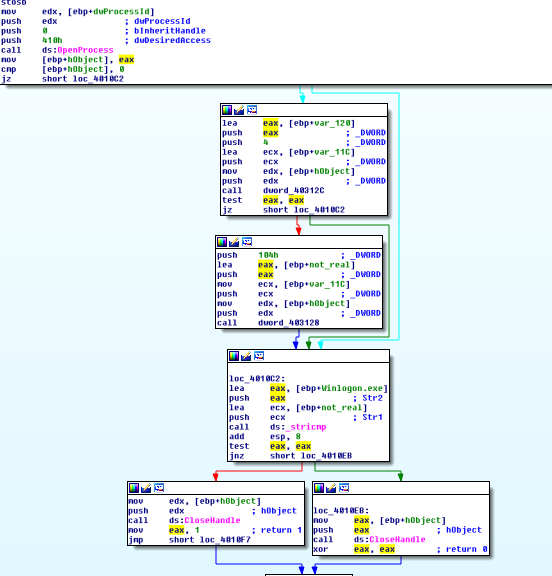 stosb
mov edx, [ebp+dwProcessId]
push edx ; dwProcessId
push 0 ; bInheritHandle
push 410h ; dwDesiredAccess
call ds:OpenProcess
mov [ebp+hObject], eax
cmp [ebp+hObject], 0
jz short loc_4010C2
lea eax, [ebp+var_120]
push eax ; _DWORD
push 4 ; _DWORD
lea ecx, [ebp+var_11C]
push ecx ; _DWORD
mov edx, [ebp+hObject]
push edx ; _DWORD
call dword_40312C
test eax, eax
jz short loc_4010C2
push 104h ; _DWORD
lea eax, [ebp+not_real]
push eax ; _DWORD
mov ecx, [ebp+var_11C]
push ecx ; _DWORD
mov edx, [ebp+hObject]
push edx ; _DWORD
call dword_403128
loc_4010C2:
lea eax, [ebp+Winlogon.exe]
push eax ; Str2
lea ecx, [ebp+not_real]
push ecx ; Str1
call ds:_stricmp
add esp, 8
test eax, eax
jnz short loc_4010EB
mov edx, [ebp+hObject]
push edx ; hObject
call ds:CloseHandle
mov eax, 1 ; return 1
jmp short loc_4010F7
loc_4010EB:
mov eax, [ebp+hObject]
push eax ; hObject
call ds:CloseHandle
xor eax, eax ; return 0